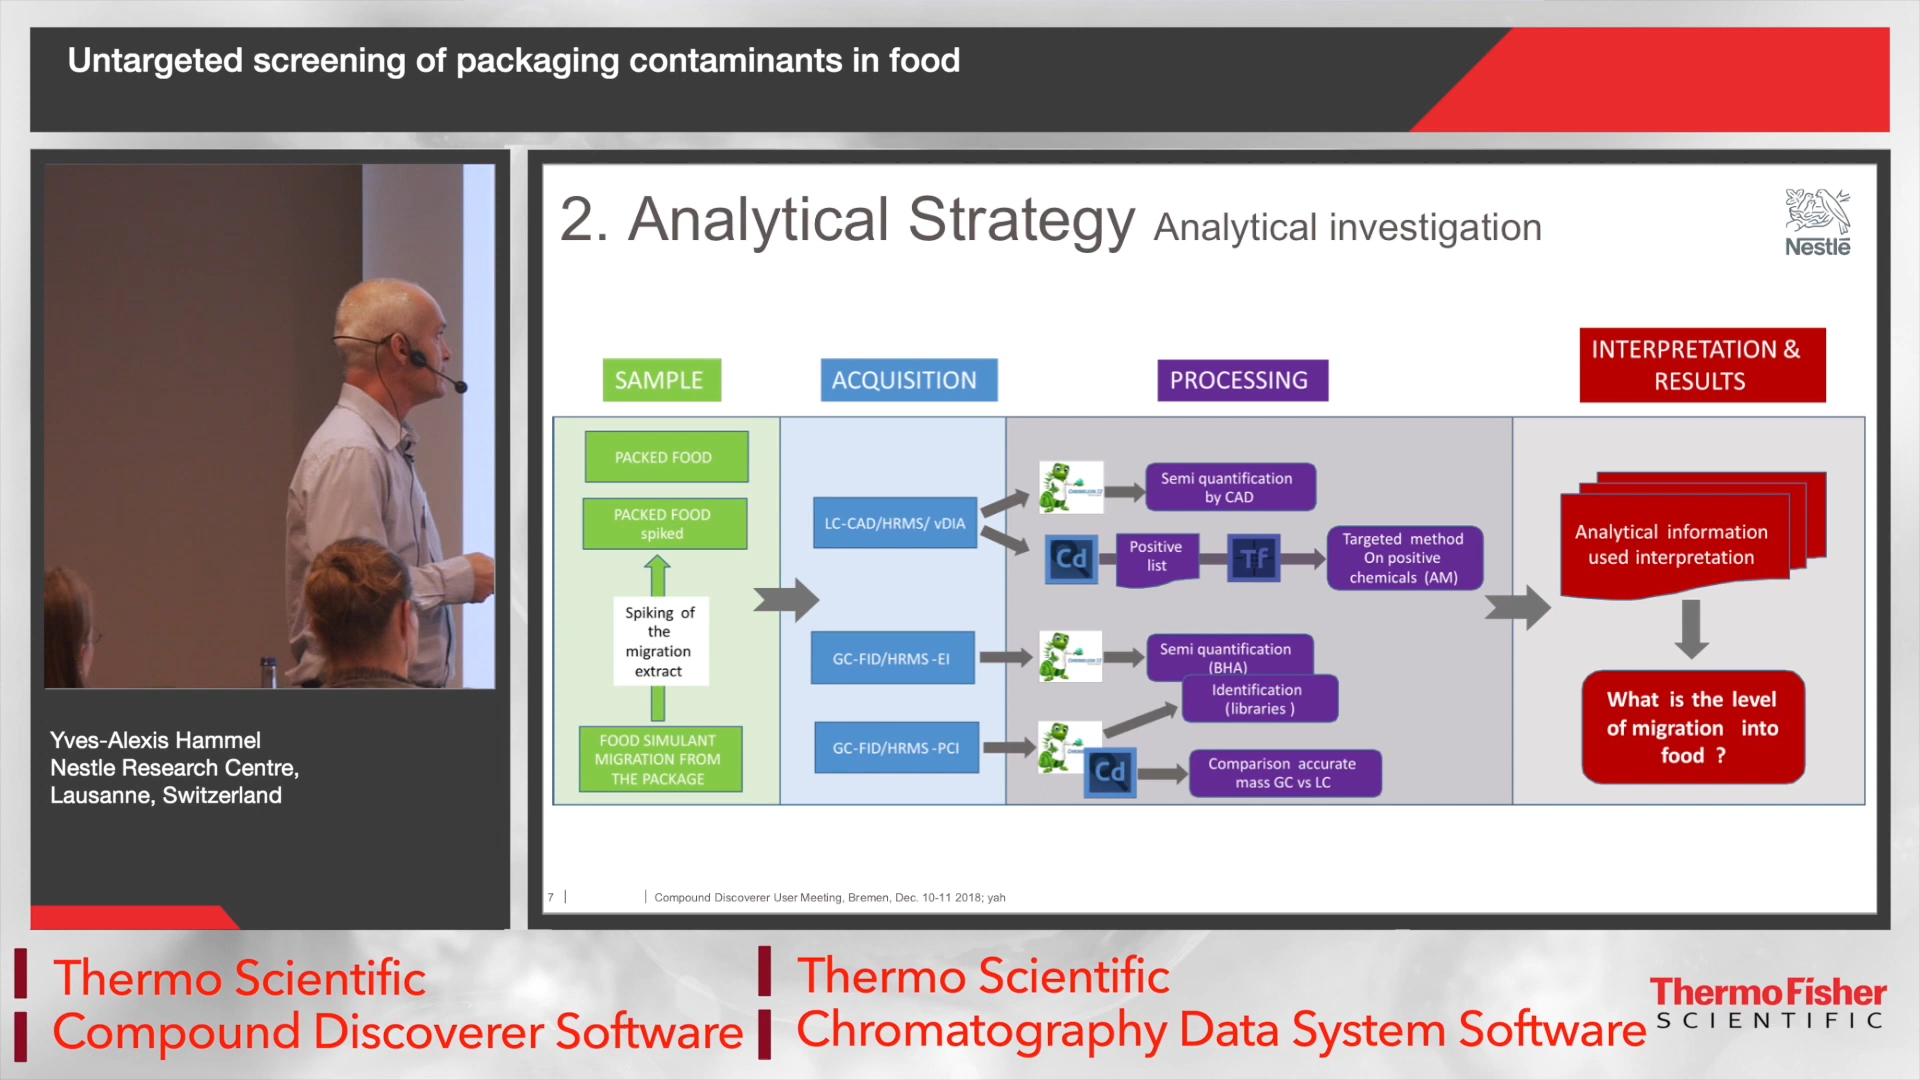 Untargeted screening of packaging contaminants in food
2. Analytical Strategy Analytical investigation
Nestlé
SAMPLE
ACQUISITION
PROCESSING
INTERPRETATION &
RESULTS
PACKED FOOD
PACKED FOOD
spiked
Spiking of
the
migration
extract
FOOD SIMULANT
MIGRATION FROM
THE PACKAGE
LC-CAD/HRMS/ vDIA
GC-FID/HRMS -EI
GC-FID/HRMS -PCI
Semi quantification
by CAD
Cd
Positive
list
Tf
Targeted method
On positive
chemicals (AM)
Semi quantification
(BHA)
Identification
(libraries )
Cd
Comparison accurate
mass GC vs LC
Analytical information
used interpretation
What is the level
of migration into
food ?
7
Compound Discoverer User Meeting, Bremen, Dec. 10-11 2018; yah
Yves-Alexis Hammel
Nestle Research Centre,
Lausanne, Switzerland
Thermo Scientific
Compound Discoverer Software
Thermo Scientific
Chromatography Data System Software
ThermoFisher
SCIENTIFIC